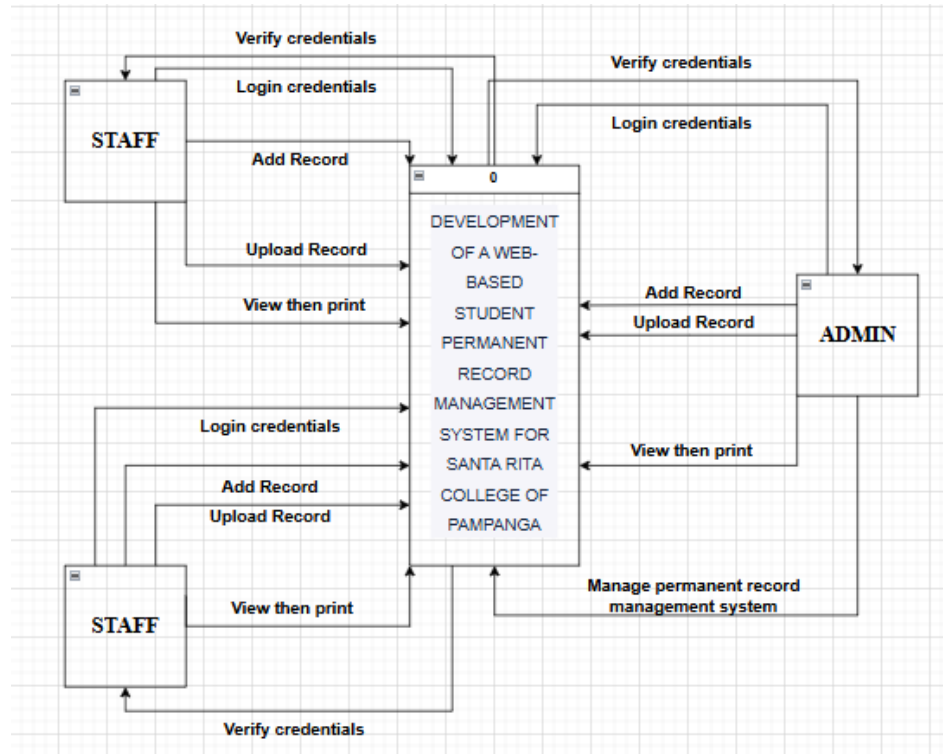 Verify credentials
Login credentials
STAFF
Add Record
Upload Record
View then print
Verify credentials
Login credentials
0
DEVELOPMENT
OF A WEB-
BASED
STUDENT
PERMANENT
RECORD
MANAGEMENT
SYSTEM FOR
SANTA RITA
COLLEGE OF
PAMPANGA
Add Record
Upload Record
ADMIN
View then print
Manage permanent record
management system
Login credentials
Add Record
Upload Record
STAFF
View then print
Verify credentials